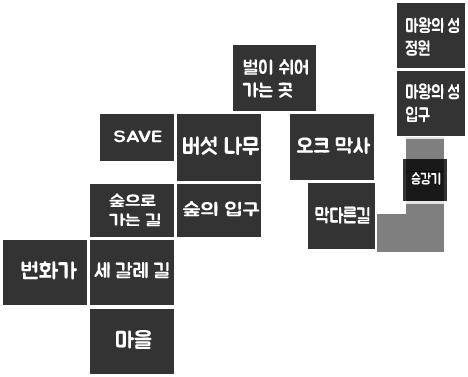 마왕의 성
정원
벌이 쉬어
가는 곳
마왕의 성
입구
SAVE
버섯 나무
오크 막사
승강기
숲으로
가는 길
숲의 입구
막다른길
번화가
세 갈레 길
마을